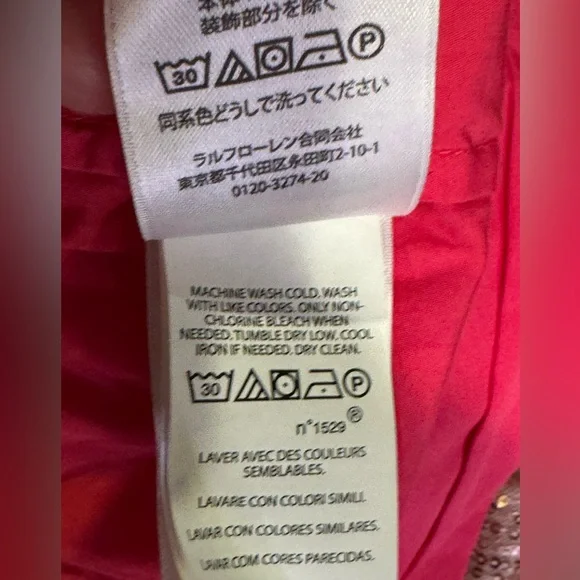 本体
装飾部分を除く
30 P
同系色どうしで洗ってください
ラルフローレン合同会社
東京都千代田区永田町2-10-1
0120-3274-20
MACHINE WASH COLD. WASH
WITH LIKE COLORS. ONLY NON-
CHLORINE BLEACH WHEN
NEEDED. TUMBLE DRY LOW. COOL
IRON IF NEEDED. DRY CLEAN.
30 P
n°1529 ®
LAVER AVEC DES COULEURS
SEMBLABLES.
LAVARE CON COLORI SIMILI.
LAVAR CON COLORES SIMILARES.
LAVAR COM CORES PARECIDAS.